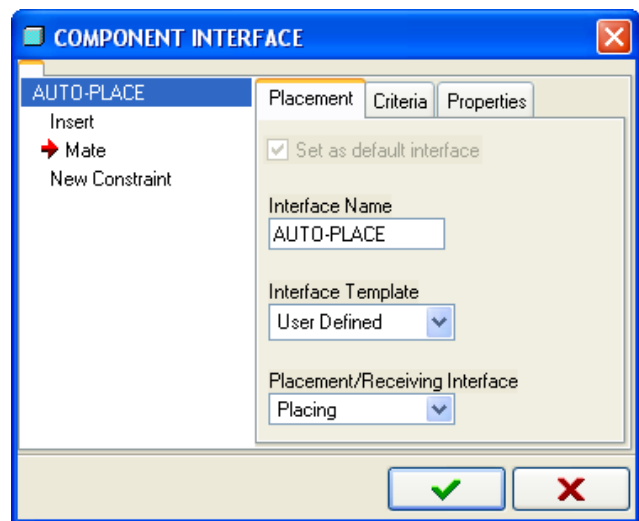 COMPONENT INTERFACE
AUTO-PLACE
Insert
Mate
New Constraint
Placement Criteria Properties
Set as default interface
Interface Name
AUTO-PLACE
Interface Template
User Defined
Placement/Receiving Interface
Placing